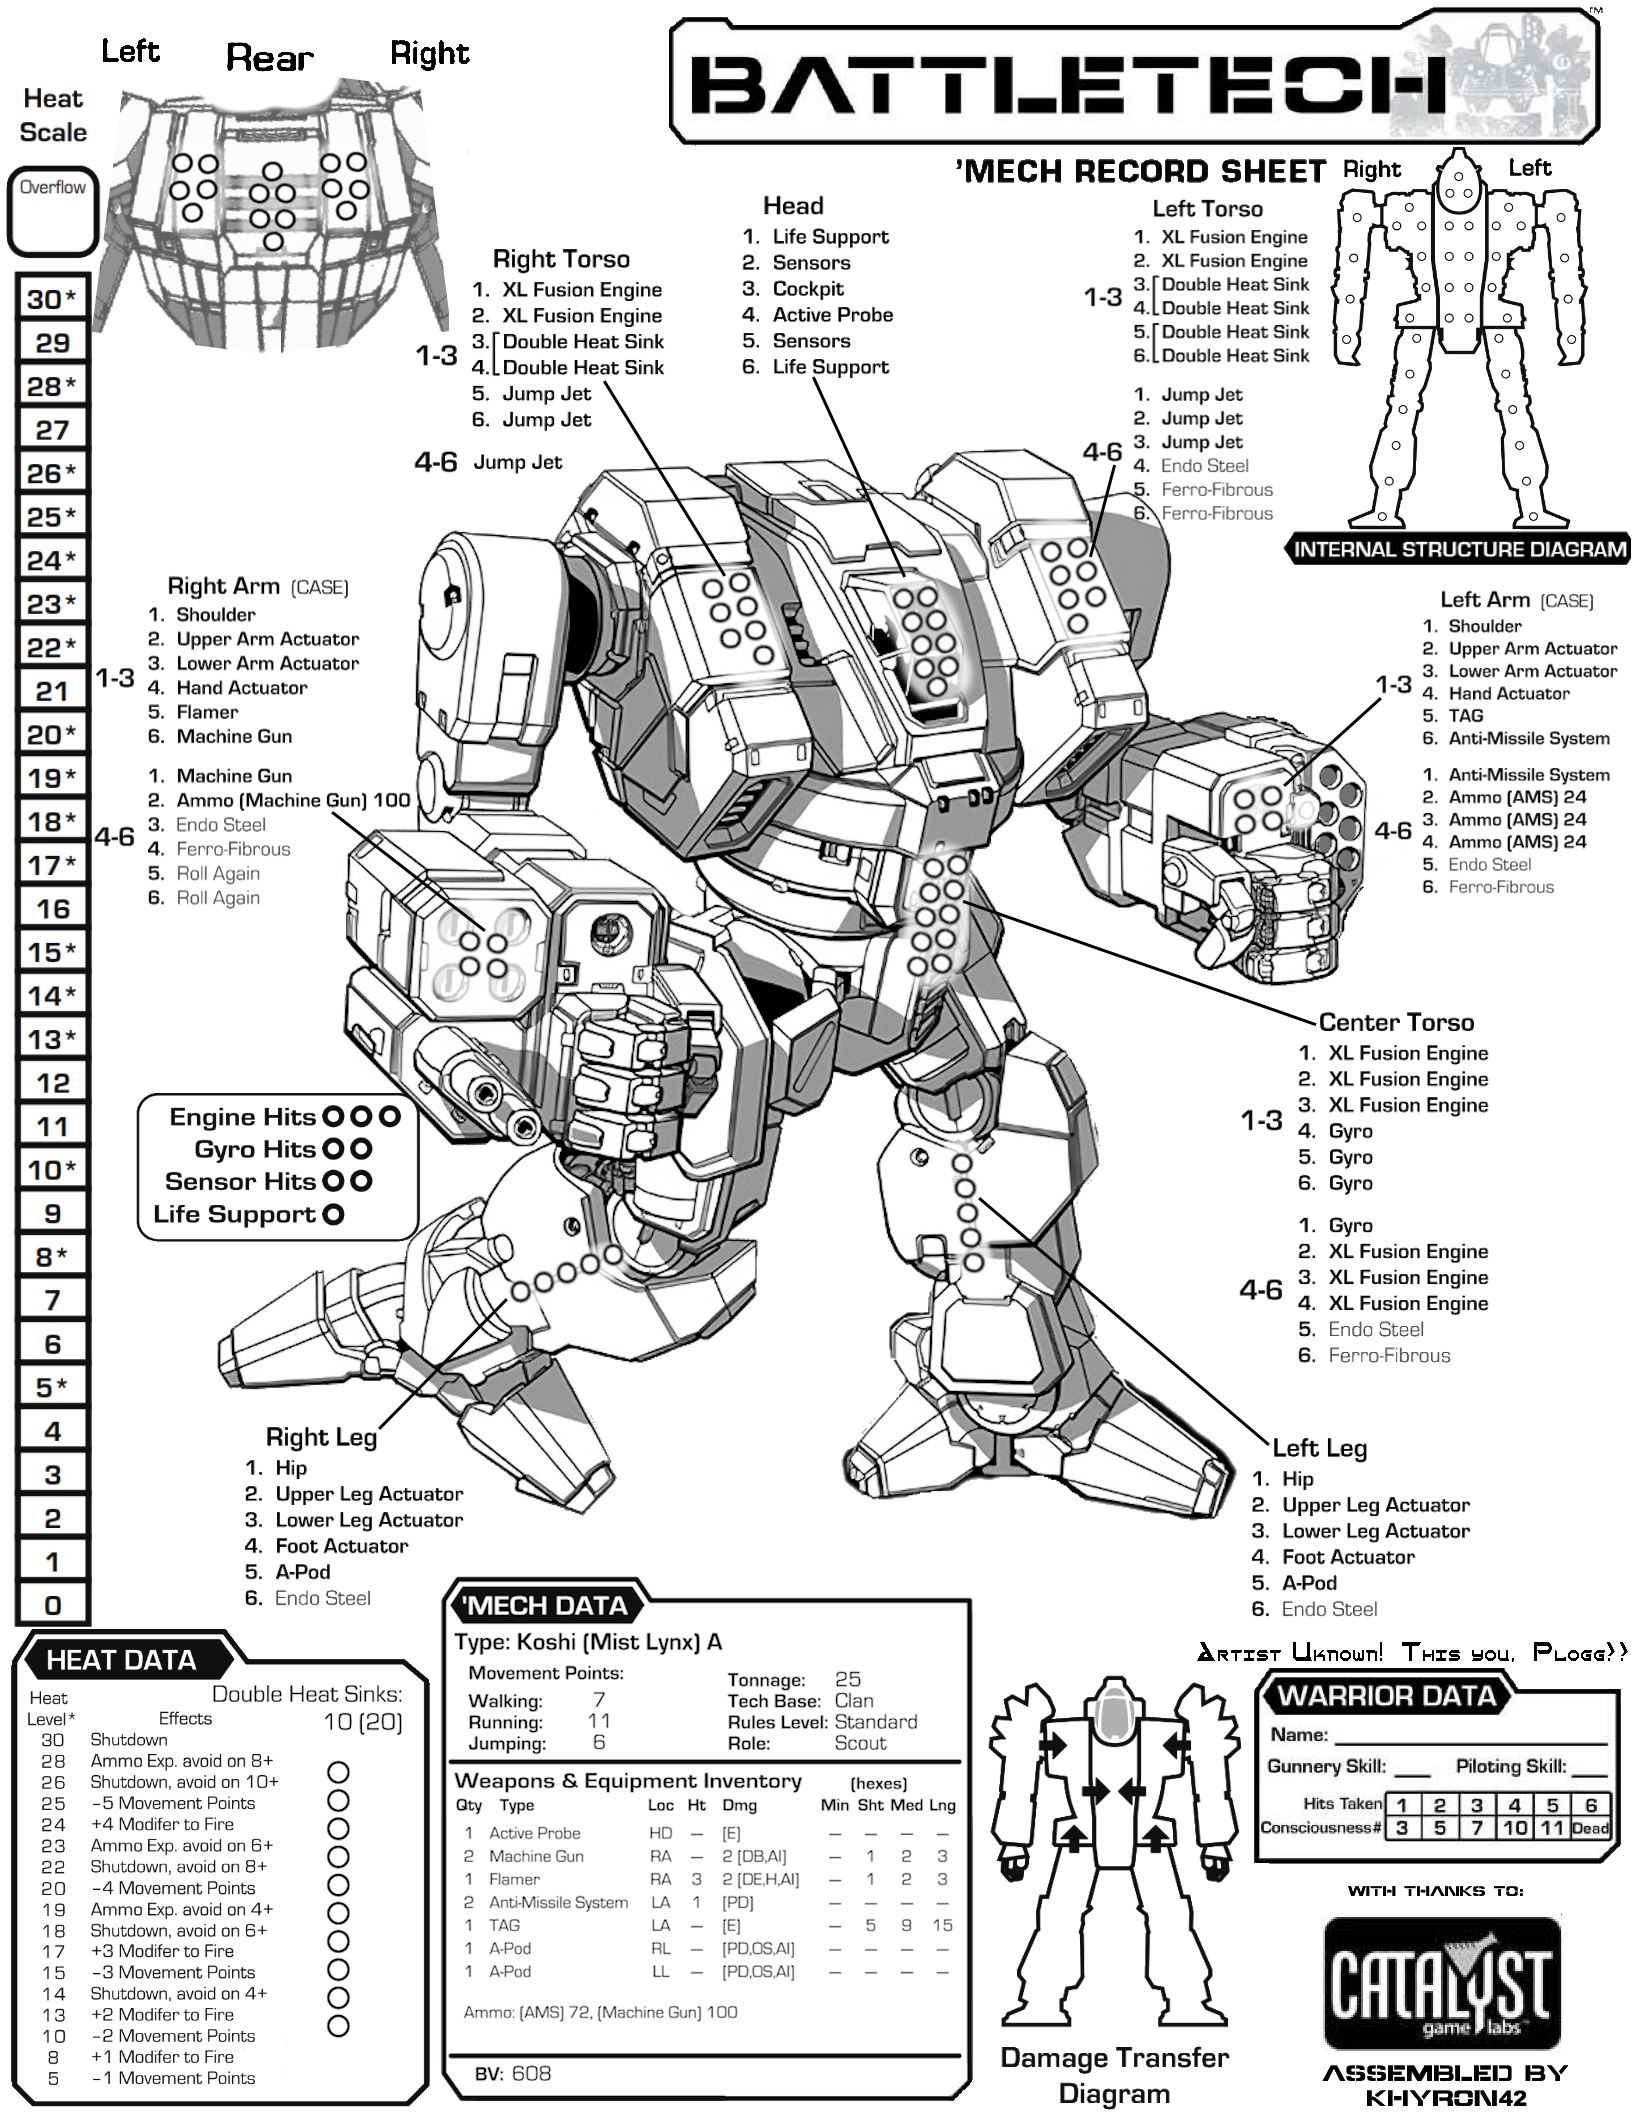 Left Rear Right
BATTLETECH™
'MECH RECORD SHEET
Heat
Scale
Overflow
30*
29
28*
27
26*
25*
24*
23*
22*
21
20*
19*
18*
17*
16
15*
14*
13*
12
11
10*
9
8*
7
6
5*
4
3
2
1
0
Right Torso
1-3
1. XL Fusion Engine
2. XL Fusion Engine
3. Double Heat Sink
4. Double Heat Sink
5. Jump Jet
6. Jump Jet
4-6 Jump Jet
Head
1. Life Support
2. Sensors
3. Cockpit
4. Active Probe
5. Sensors
6. Life Support
Left Torso
1-3
1. XL Fusion Engine
2. XL Fusion Engine
3. Double Heat Sink
4. Double Heat Sink
5. Double Heat Sink
6. Double Heat Sink
4-6
1. Jump Jet
2. Jump Jet
3. Jump Jet
4. Endo Steel
5. Ferro-Fibrous
6. Ferro-Fibrous
Right Left
INTERNAL STRUCTURE DIAGRAM
Right Arm (CASE)
1-3
1. Shoulder
2. Upper Arm Actuator
3. Lower Arm Actuator
4. Hand Actuator
5. Flamer
6. Machine Gun
4-6
1. Machine Gun
2. Ammo (Machine Gun) 100
3. Endo Steel
4. Ferro-Fibrous
5. Roll Again
6. Roll Again
Left Arm (CASE)
1-3
1. Shoulder
2. Upper Arm Actuator
3. Lower Arm Actuator
4. Hand Actuator
5. TAG
6. Anti-Missile System
4-6
1. Anti-Missile System
2. Ammo (AMS) 24
3. Ammo (AMS) 24
4. Ammo (AMS) 24
5. Endo Steel
6. Ferro-Fibrous
Center Torso
1-3
1. XL Fusion Engine
2. XL Fusion Engine
3. XL Fusion Engine
4. Gyro
5. Gyro
6. Gyro
4-6
1. Gyro
2. XL Fusion Engine
3. XL Fusion Engine
4. XL Fusion Engine
5. Endo Steel
6. Ferro-Fibrous
Engine Hits
Gyro Hits
Sensor Hits
Life Support
Right Leg
1. Hip
2. Upper Leg Actuator
3. Lower Leg Actuator
4. Foot Actuator
5. A-Pod
6. Endo Steel
Left Leg
1. Hip
2. Upper Leg Actuator
3. Lower Leg Actuator
4. Foot Actuator
5. A-Pod
6. Endo Steel
HEAT DATA
Double Heat Sinks:
10 (20)
Heat
Level* Effects
30 Shutdown
28 Ammo Exp. avoid on 8+
26 Shutdown, avoid on 10+
25 –5 Movement Points
24 +4 Modifer to Fire
23 Ammo Exp. avoid on 6+
22 Shutdown, avoid on 8+
20 –4 Movement Points
19 Ammo Exp. avoid on 4+
18 Shutdown, avoid on 6+
17 +3 Modifer to Fire
15 –3 Movement Points
14 Shutdown, avoid on 4+
13 +2 Modifer to Fire
10 –2 Movement Points
8 +1 Modifer to Fire
5 –1 Movement Points
'MECH DATA
Type: Koshi (Mist Lynx) A
Movement Points:
Walking: 7
Running: 11
Jumping: 6
Tonnage: 25
Tech Base: Clan
Rules Level: Standard
Role: Scout
Weapons & Equipment Inventory (hexes)
Qty Type Loc Ht Dmg Min Sht Med Lng
1 Active Probe HD — [E] — — — —
2 Machine Gun RA — 2 [DB,AI] — 1 2 3
1 Flamer RA 3 2 [DE,H,AI] — 1 2 3
2 Anti-Missile System LA 1 [PD] — — — —
1 TAG LA — [E] — 5 9 15
1 A-Pod RL — [PD,OS,AI] — — — —
1 A-Pod LL — [PD,OS,AI] — — — —
Ammo: (AMS) 72, (Machine Gun) 100
BV: 608
Damage Transfer
Diagram
Artist Uknown! This you, Plogg??
WARRIOR DATA
Name:
Gunnery Skill: Piloting Skill:
Hits Taken 1 2 3 4 5 6
Consciousness# 3 5 7 10 11 Dead
WITH THANKS TO:
CATALYST
game labs
ASSEMBLED BY
KHYRON42